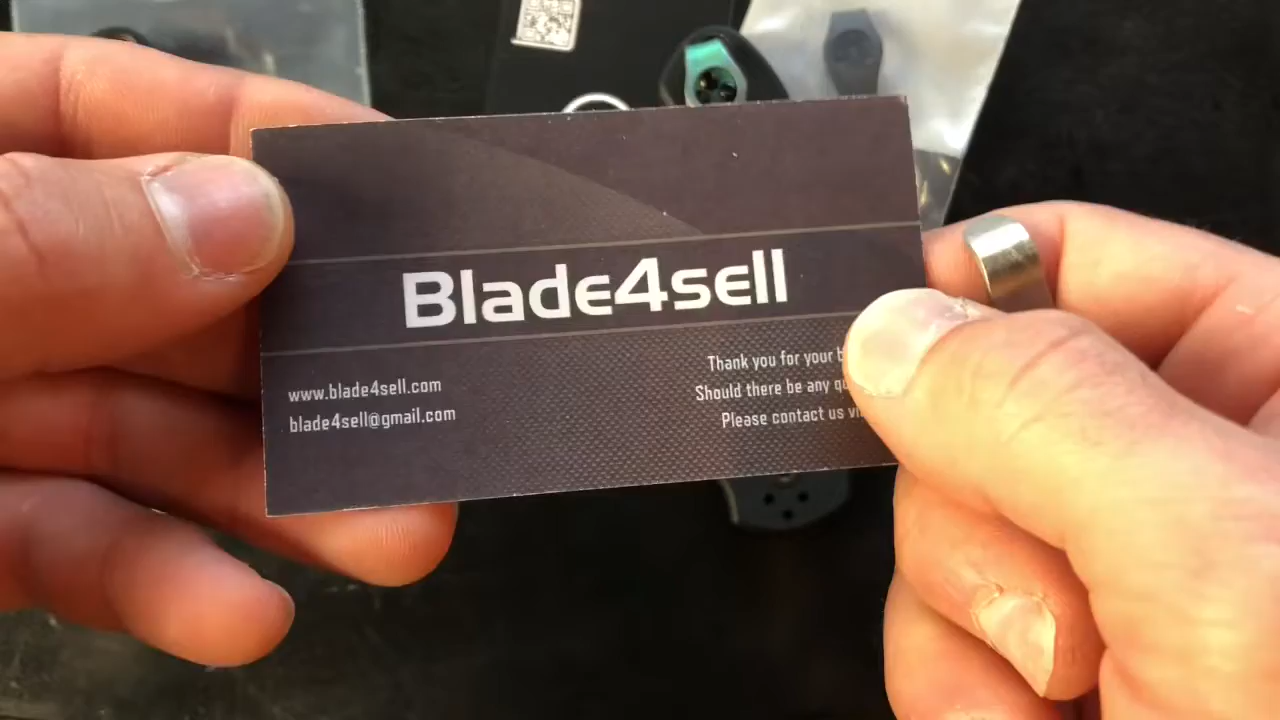 Blade4sell
www.blade4sell.com
blade4sell@gmail.com
Thank you for your
Should there be any
Please contact us